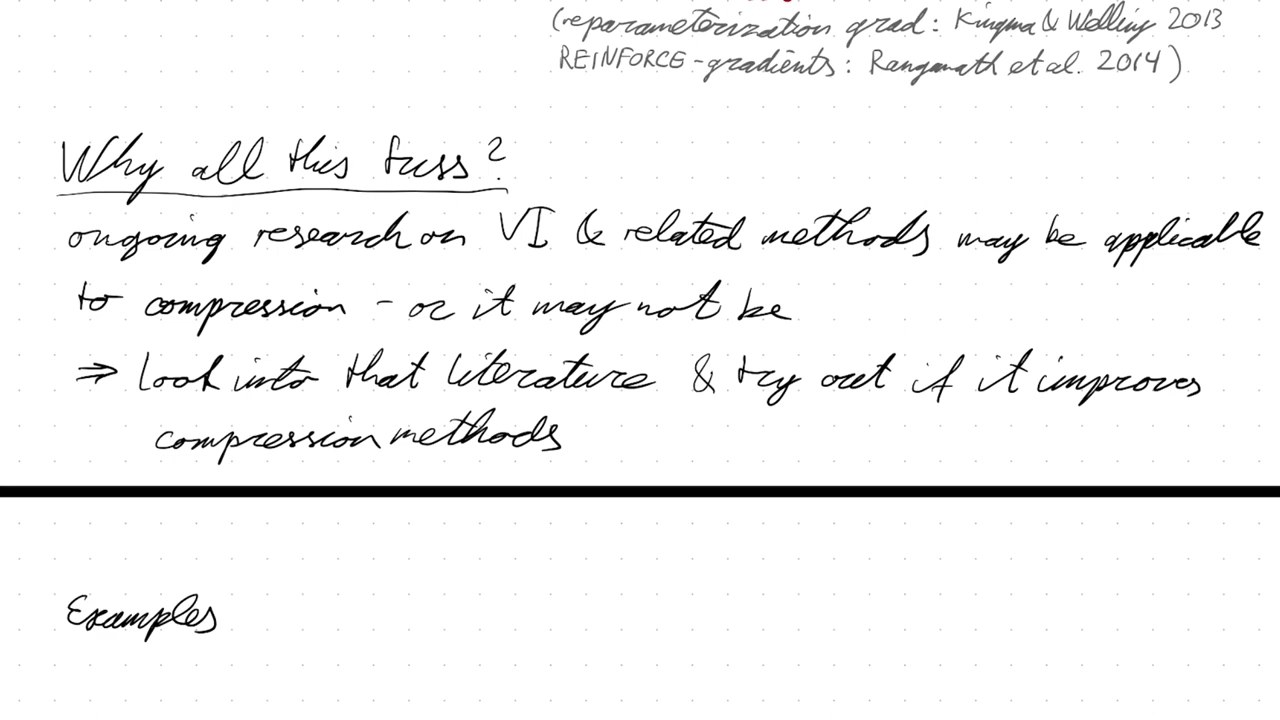 (reparameterization grad: Kingma & Welling 2013
REINFORCE-gradients: Ranganath et al. 2014)
Why all this fuss?
ongoing research on VI & related methods may be applicable
to compression - or it may not be
⇒ Look into that literature & try out if it improves
compression methods
Examples